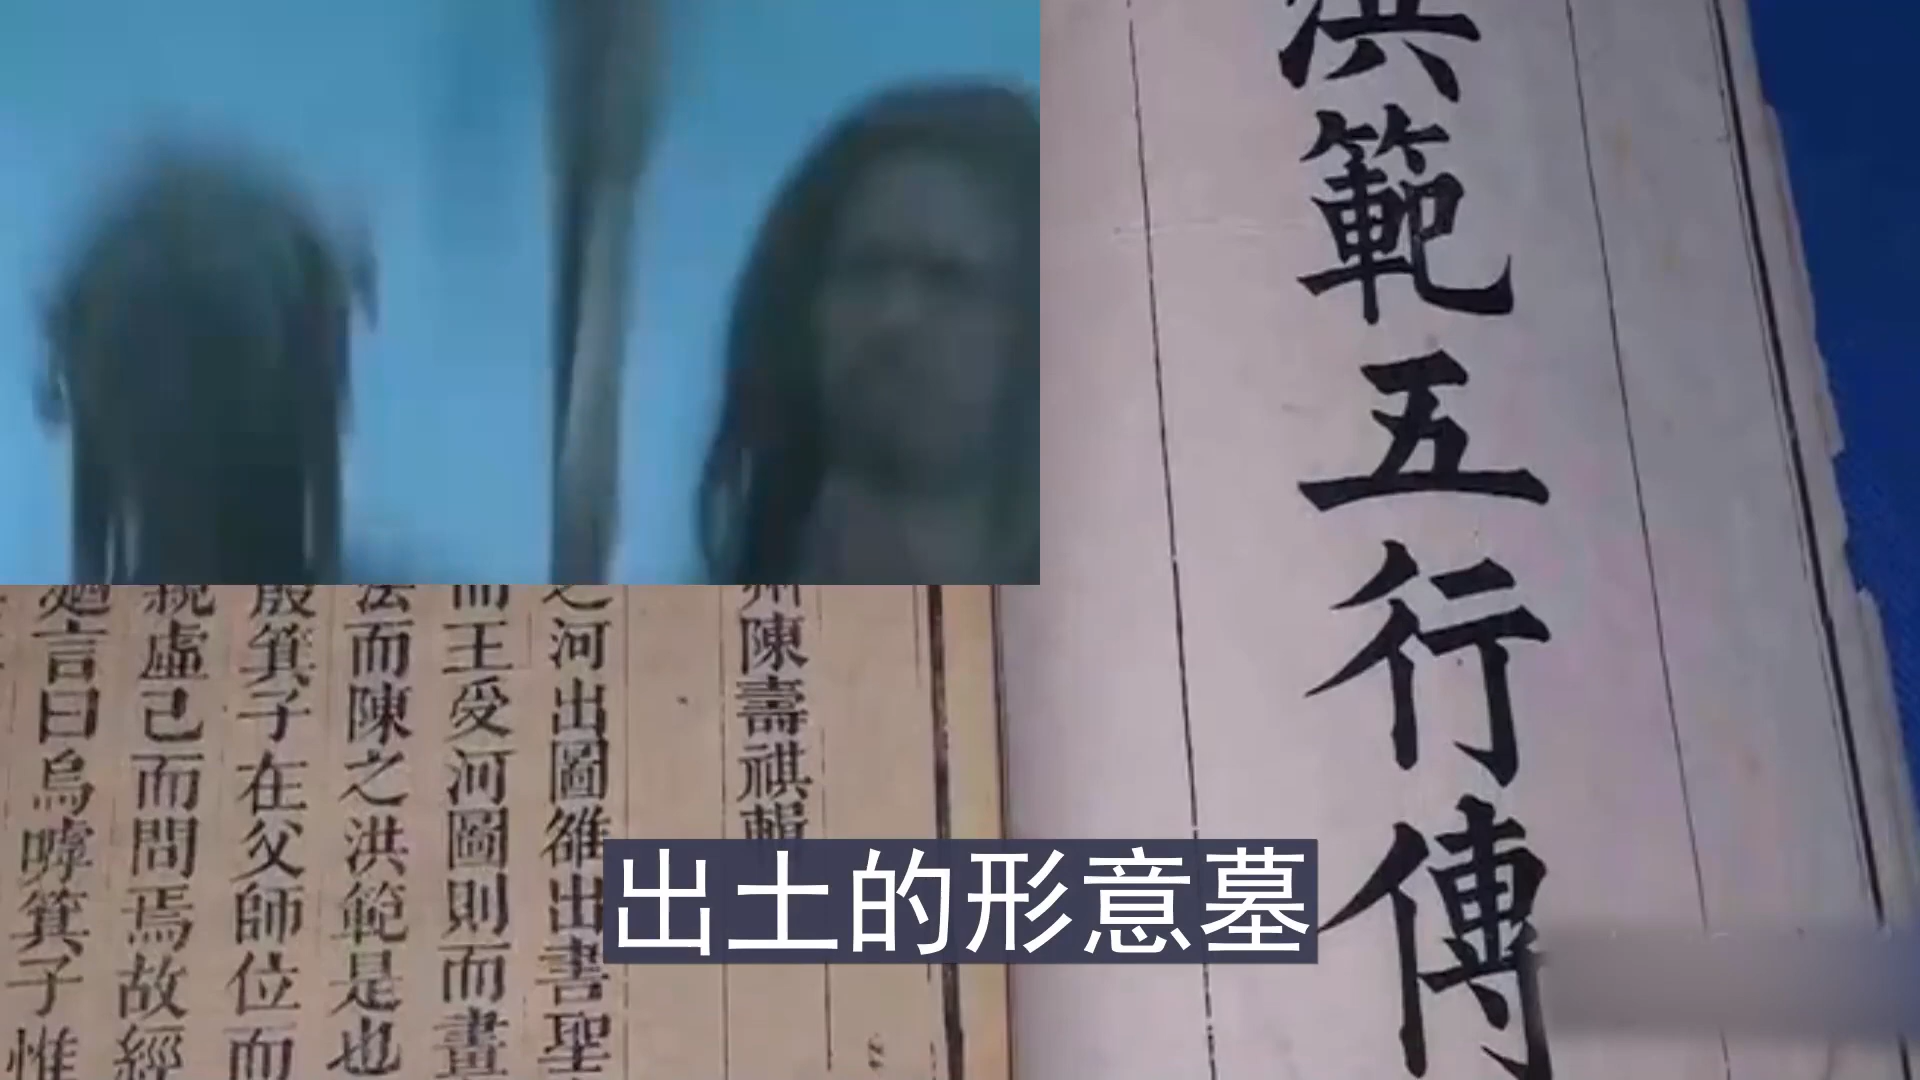 洪範五行傳
陳壽祺輯
河出圖雒出書聖
而王受河圖則而畫
法而陳之洪範是也
殷箕子在父師位而
親虛己而問焉故經
言曰烏嘑箕子惟
出土的形意墓